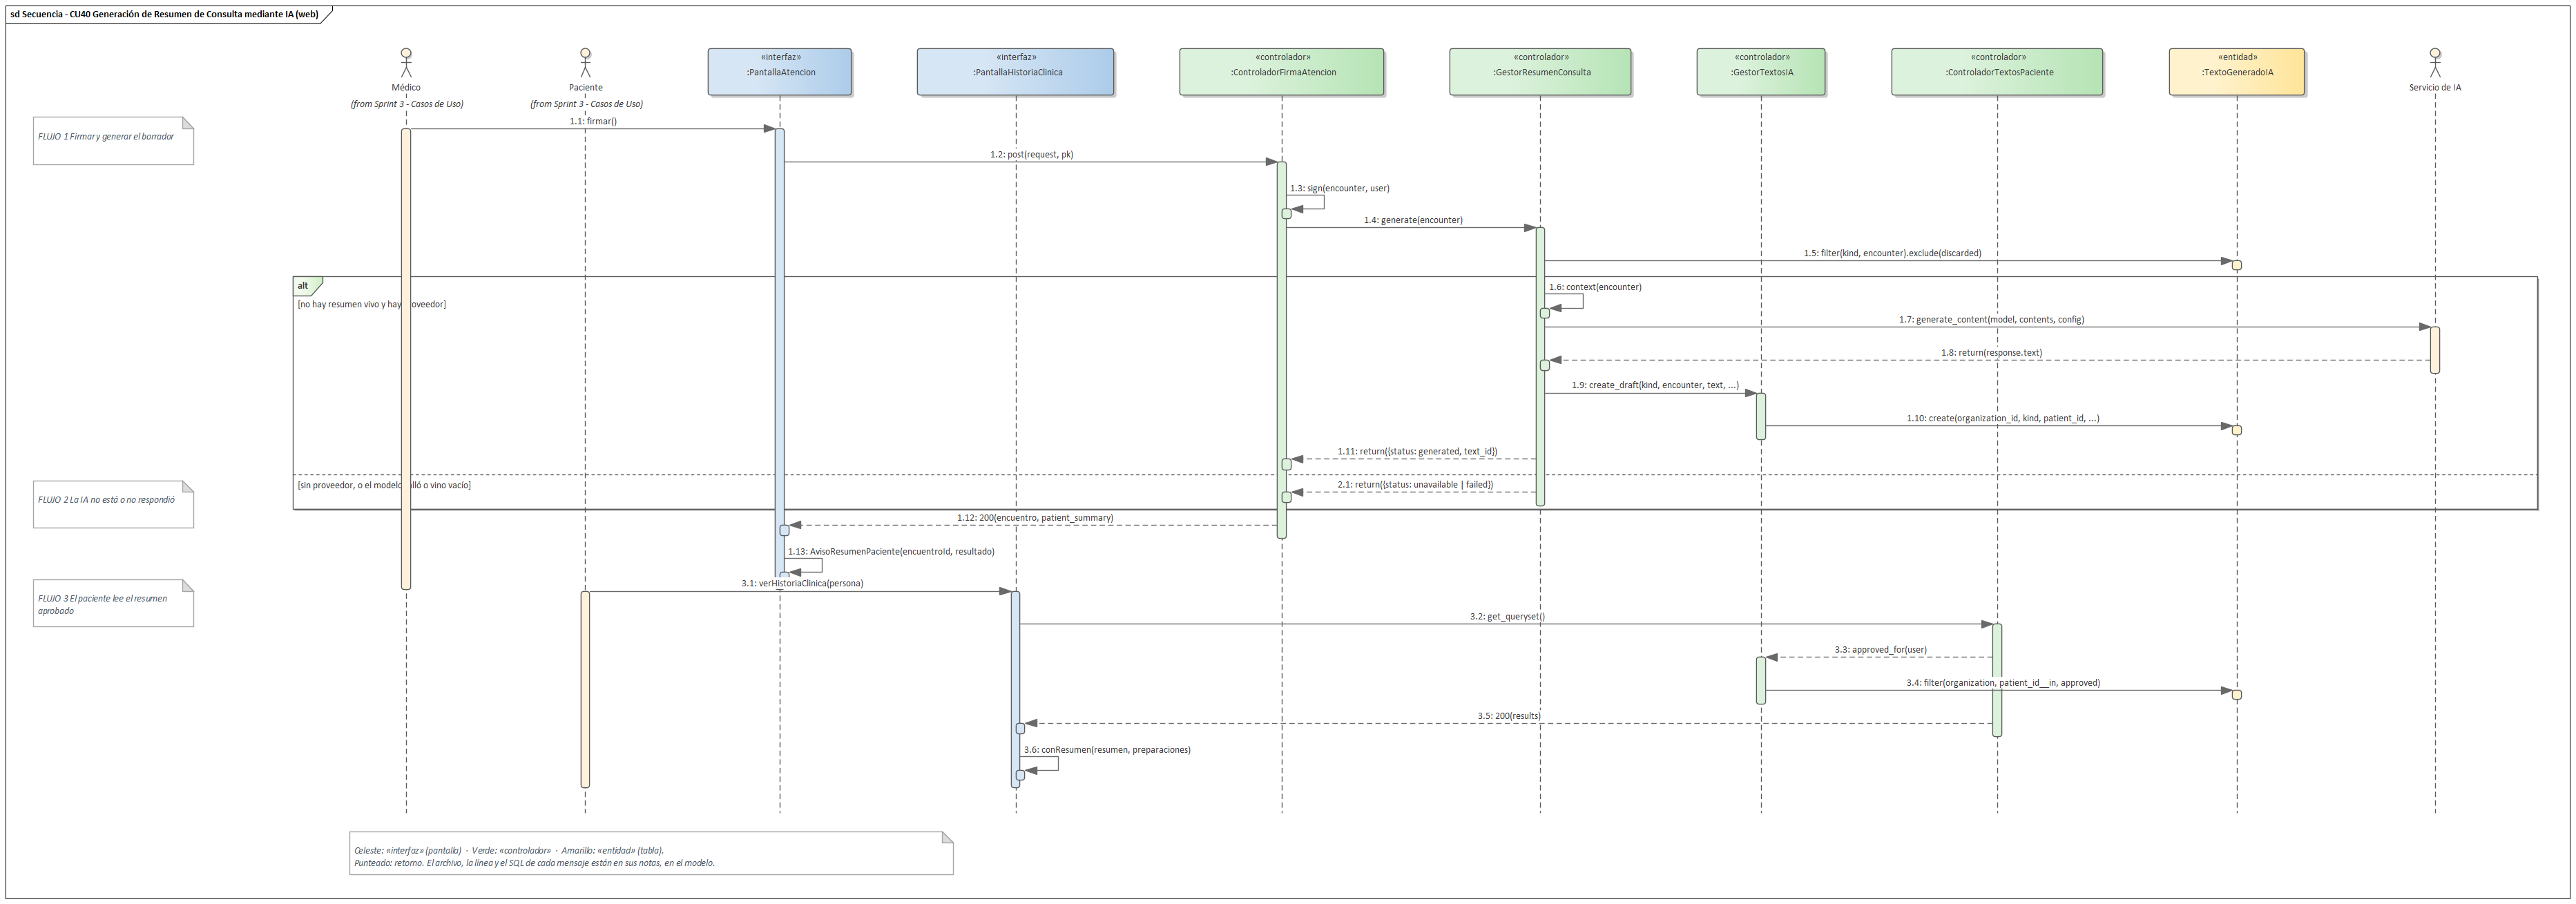 sd Secuencia - CU40 Generación de Resumen de Consulta mediante IA (web)
Médico
(from Sprint 3 - Casos de Uso)
Paciente
(from Sprint 3 - Casos de Uso)
«interfaz»
:PantallaAtencion
«interfaz»
:PantallaHistoriaClinica
«controlador»
:ControladorFirmaAtencion
«controlador»
:GestorResumenConsulta
«controlador»
:GestorTextosIA
«controlador»
:ControladorTextosPaciente
«entidad»
:TextoGeneradoIA
Servicio de IA
FLUJO 1 Firmar y generar el borrador
1.1: firmar()
1.2: post(request, pk)
1.3: sign(encounter, user)
1.4: generate(encounter)
1.5: filter(kind, encounter).exclude(discarded)
alt
[no hay resumen vivo y hay oveedor]
1.6: context(encounter)
1.7: generate_content(model, contents, config)
1.8: return(response.text)
1.9: create_draft(kind, encounter, text, ...)
1.10: create(organization_id, kind, patient_id, ...)
1.11: return({status: generated, text_id})
FLUJO 2 La IA no está o no respondió
[sin proveedor, o el modelo lló o vino vacío]
2.1: return({status: unavailable | failed})
1.12: 200(encuentro, patient_summary)
1.13: AvisoResumenPaciente(encuentroId, resultado)
FLUJO 3 El paciente lee el resumen
aprobado
3.1: verHistoriaClinica(persona)
3.2: get_queryset()
3.3: approved_for(user)
3.4: filter(organization, patient_id__in, approved)
3.5: 200(results)
3.6: conResumen(resumen, preparaciones)
Celeste: «interfaz» (pantalla) · Verde: «controlador» · Amarillo: «entidad» (tabla).
Punteado: retorno. El archivo, la línea y el SQL de cada mensaje están en sus notas, en el modelo.